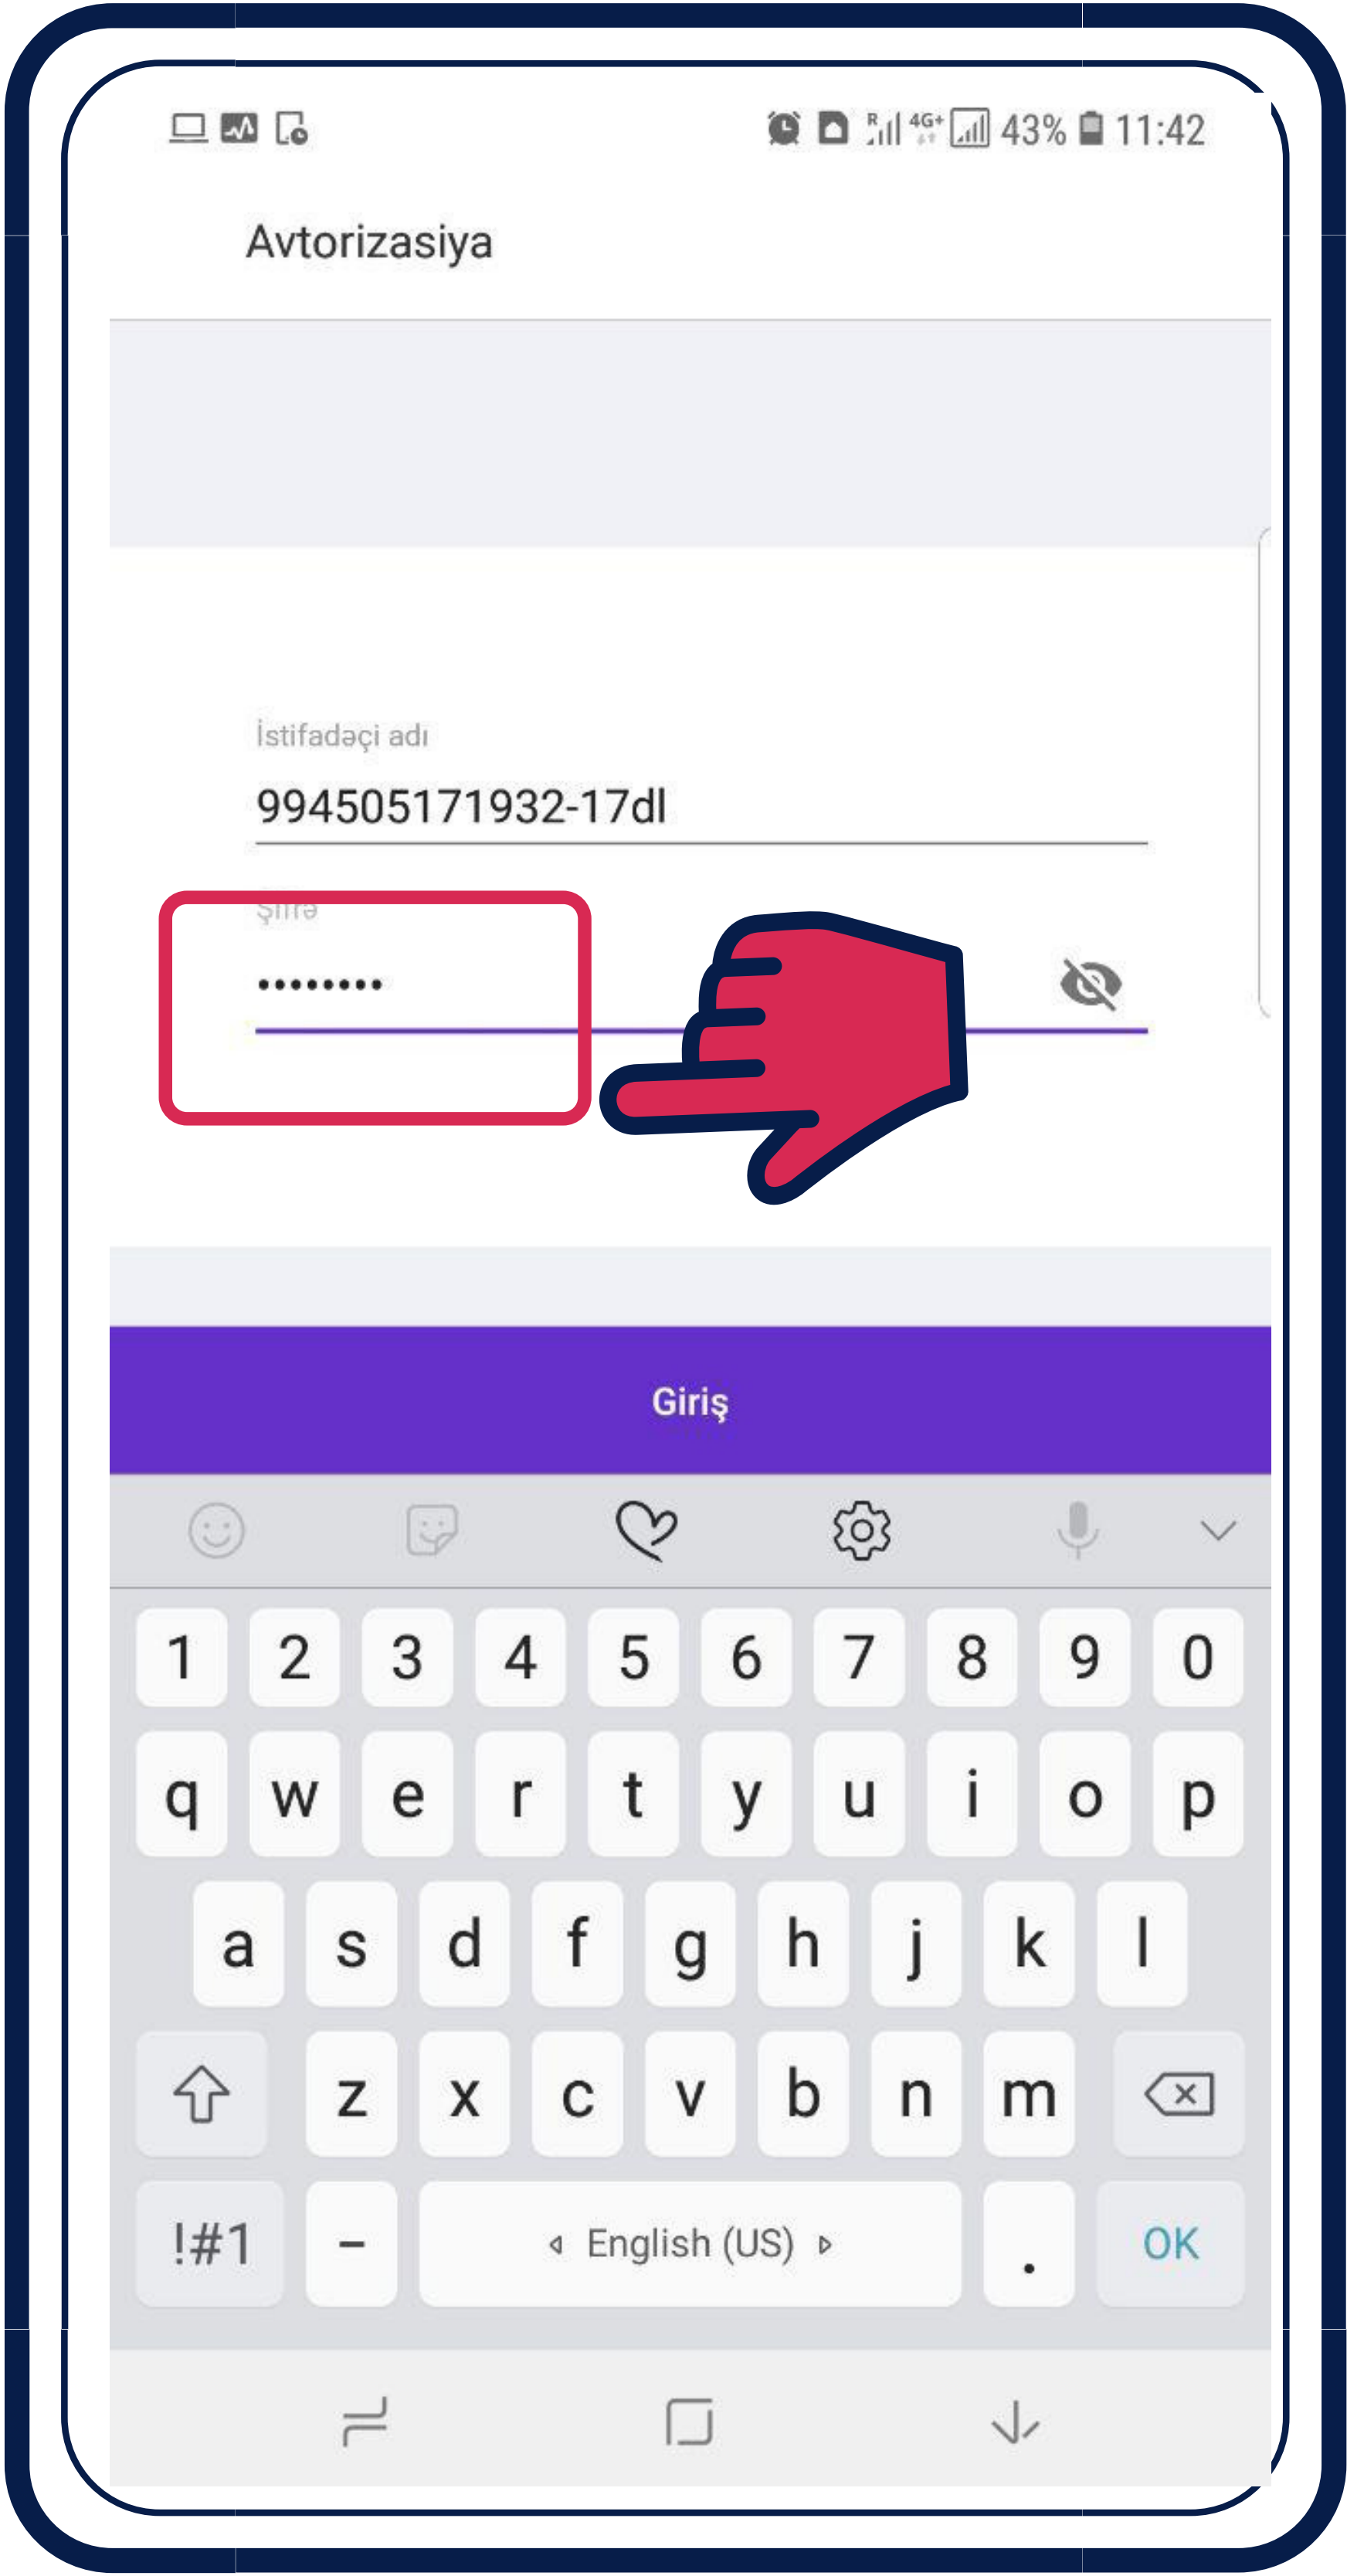 R 4G+ 43% 11:42
Avtorizasiya
İstifadəçi adı
994505171932-17dl
Şifrə
••••••••
Giriş
1 2 3 4 5 6 7 8 9 0
q w e r t y u i o p
a s d f g h j k l
z x c v b n m
!#1 - English (US) . OK